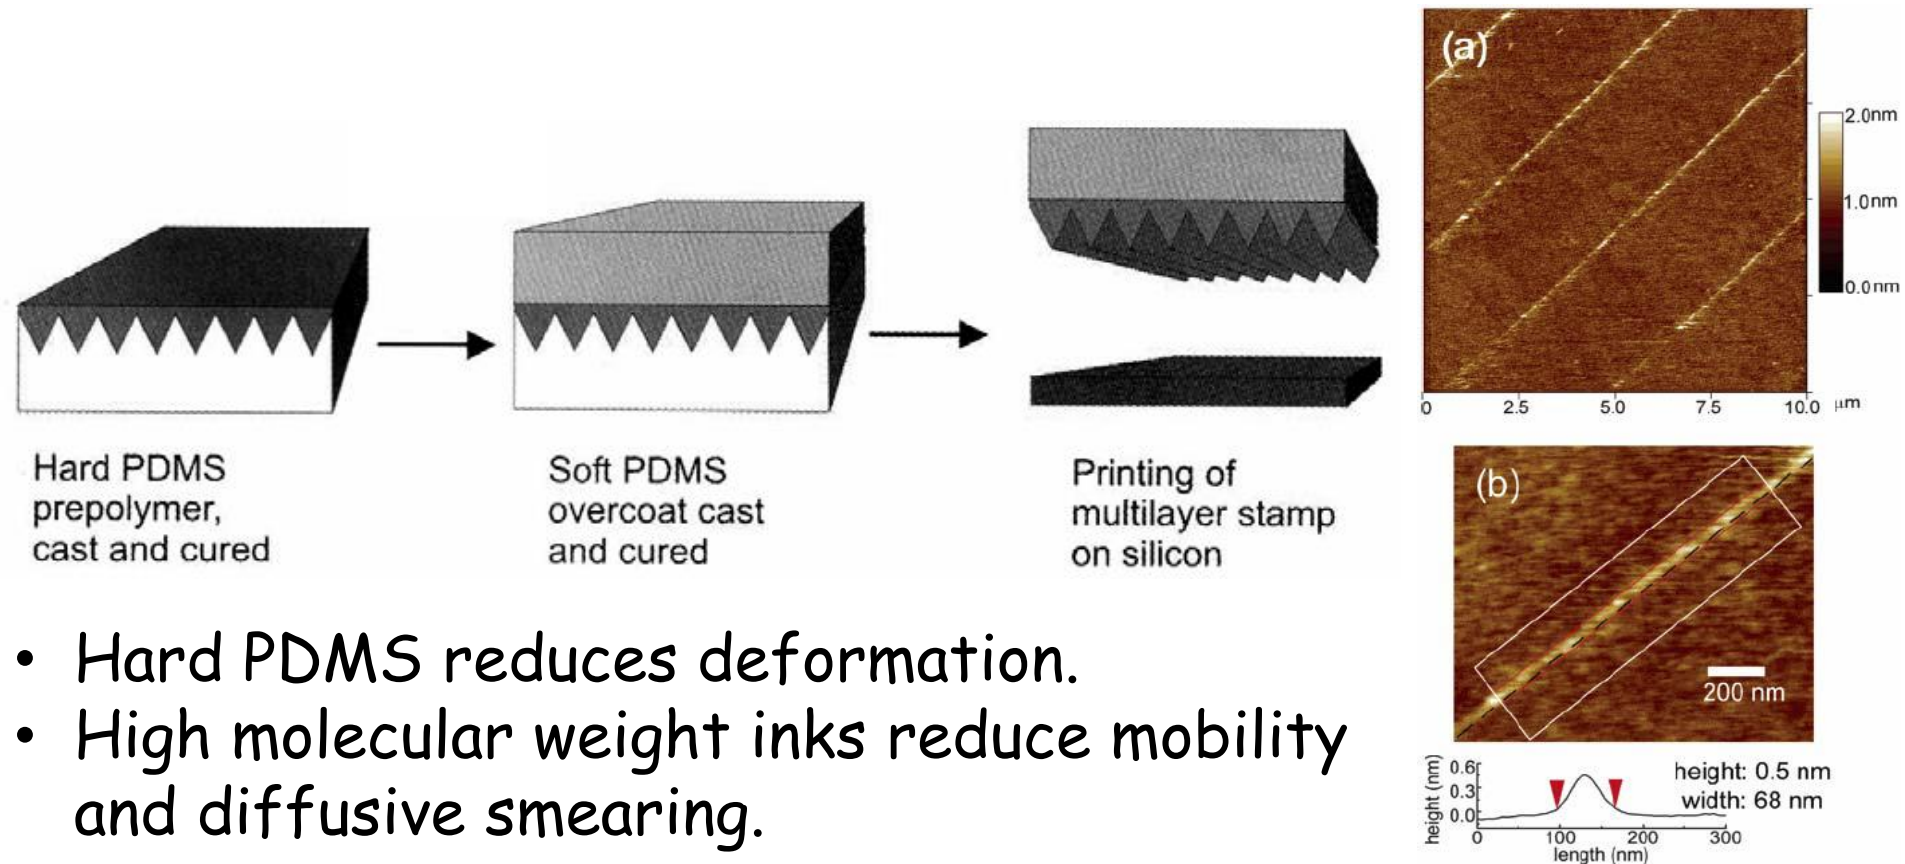 Hard PDMS
prepolymer,
cast and cured
Soft PDMS
overcoat cast
and cured
Printing of
multilayer stamp
on silicon
• Hard PDMS reduces deformation.
• High molecular weight inks reduce mobility
and diffusive smearing.
(a)
2.0nm
1.0nm
0.0nm
0 2.5 5.0 7.5 10.0 μm
(b)
200 nm
height (nm)
0.6
0.3
0.0
height: 0.5 nm
width: 68 nm
0 100 200 300
length (nm)